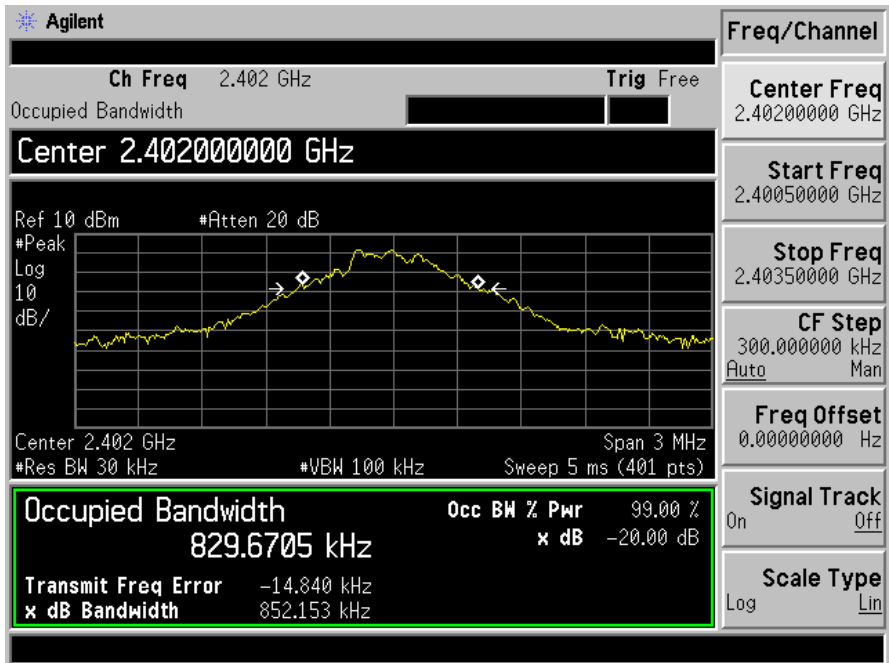 Agilent
Freq/Channel
Ch Freq 2.402 GHz Trig Free
Occupied Bandwidth
Center 2.402000000 GHz
Ref 10 dBm #Atten 20 dB
#Peak
Log
10
dB/
Center 2.402 GHz Span 3 MHz
#Res BW 30 kHz #VBW 100 kHz Sweep 5 ms (401 pts)
Occupied Bandwidth Occ BW % Pwr 99.00 %
829.6705 kHz x dB -20.00 dB
Transmit Freq Error -14.840 kHz
x dB Bandwidth 852.153 kHz
Center Freq
2.40200000 GHz
Start Freq
2.40050000 GHz
Stop Freq
2.40350000 GHz
CF Step
300.000000 kHz
Auto Man
Freq Offset
0.00000000 Hz
Signal Track
On Off
Scale Type
Log Lin